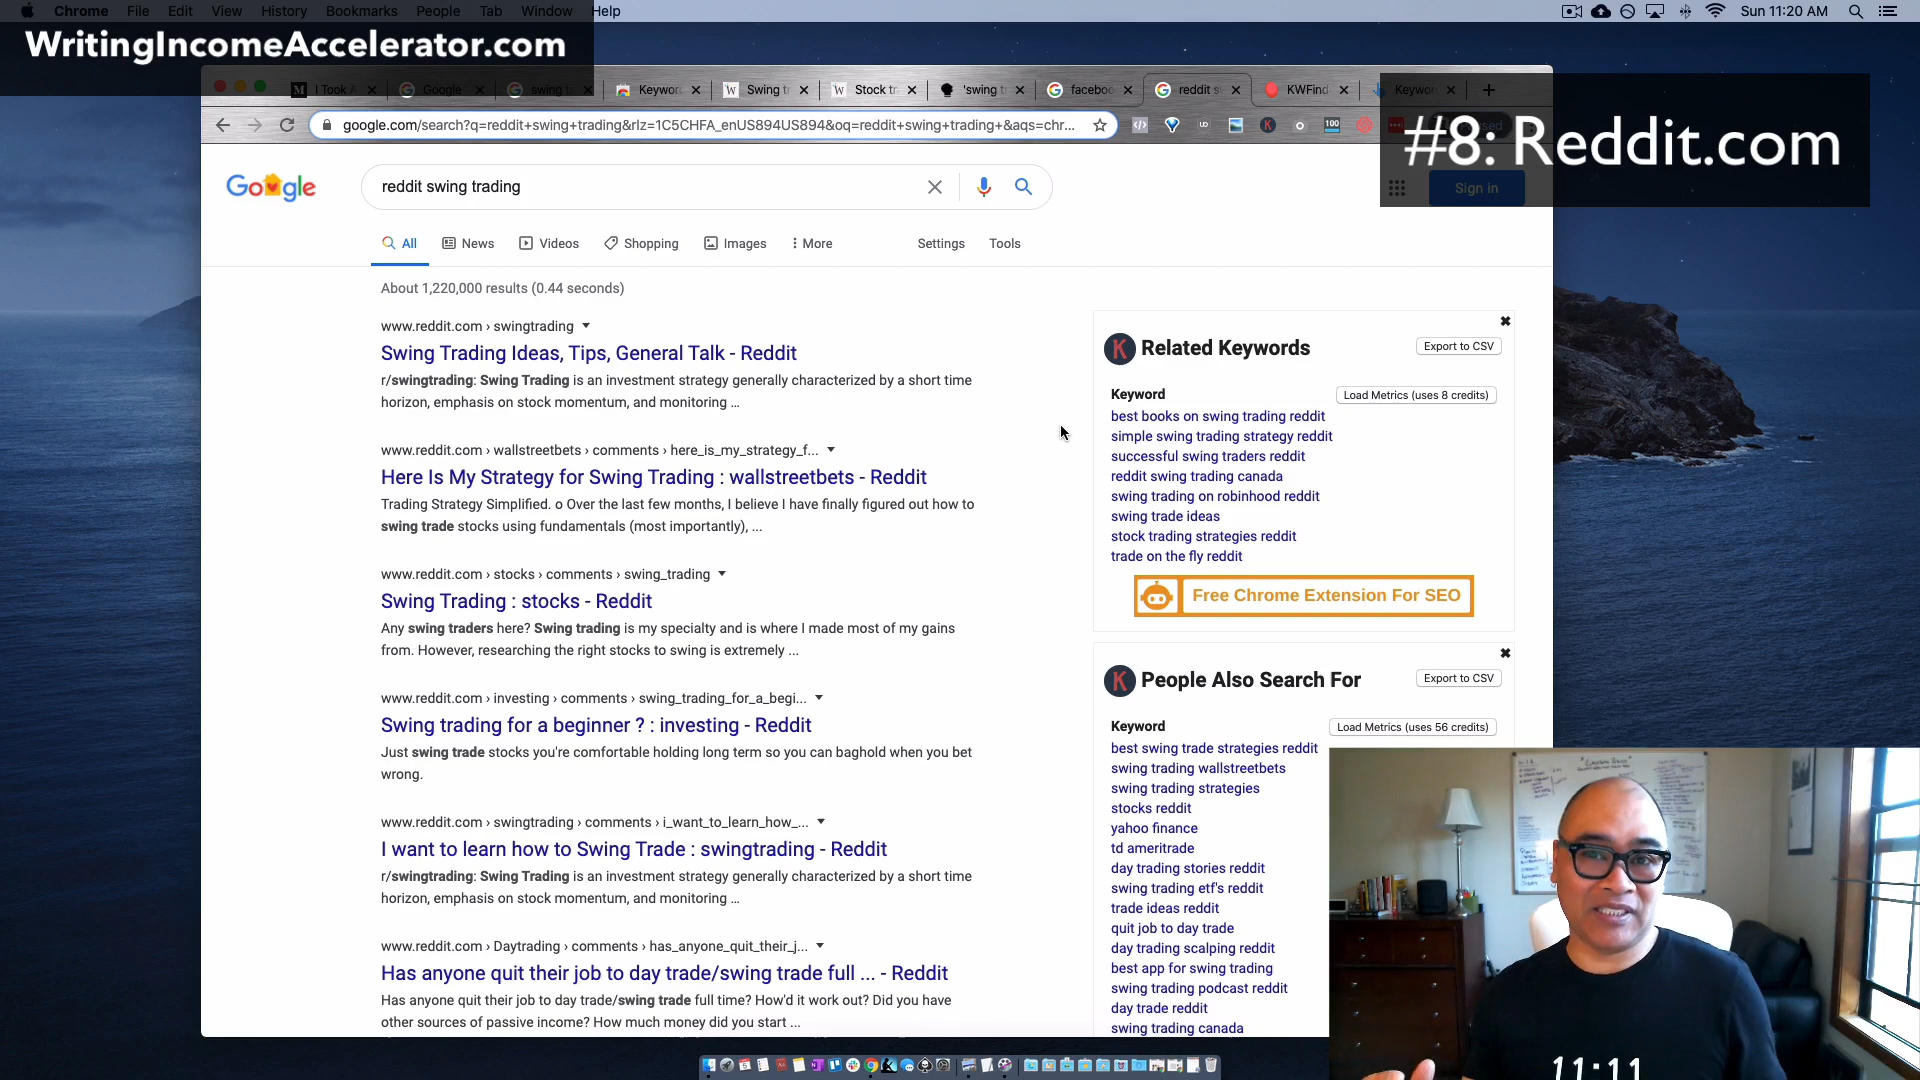 Chrome File Edit View History Bookmarks People Tab Window Help
Sun 11:20 AM
WritingIncomeAccelerator.com
#8: Reddit.com
I Took A
Google
swing t
Keywor
Swing t
Stock tr
'swing t
faceboo
reddit s
KWFind
Keywor
google.com/search?q=reddit+swing+trading&rlz=1C5CHFA_enUS894US894&oq=reddit+swing+trading+&aqs=chr...
100
Google
reddit swing trading
Sign in
All News Videos Shopping Images More Settings Tools
About 1,220,000 results (0.44 seconds)
www.reddit.com › swingtrading
Swing Trading Ideas, Tips, General Talk - Reddit
r/swingtrading: Swing Trading is an investment strategy generally characterized by a short time
horizon, emphasis on stock momentum, and monitoring ...
www.reddit.com › wallstreetbets › comments › here_is_my_strategy_f...
Here Is My Strategy for Swing Trading : wallstreetbets - Reddit
Trading Strategy Simplified. o Over the last few months, I believe I have finally figured out how to
swing trade stocks using fundamentals (most importantly), ...
www.reddit.com › stocks › comments › swing_trading
Swing Trading : stocks - Reddit
Any swing traders here? Swing trading is my specialty and is where I made most of my gains
from. However, researching the right stocks to swing is extremely ...
www.reddit.com › investing › comments › swing_trading_for_a_begi...
Swing trading for a beginner ? : investing - Reddit
Just swing trade stocks you're comfortable holding long term so you can baghold when you bet
wrong.
www.reddit.com › swingtrading › comments › i_want_to_learn_how_...
I want to learn how to Swing Trade : swingtrading - Reddit
r/swingtrading: Swing Trading is an investment strategy generally characterized by a short time
horizon, emphasis on stock momentum, and monitoring ...
www.reddit.com › Daytrading › comments › has_anyone_quit_their_j...
Has anyone quit their job to day trade/swing trade full ... - Reddit
Has anyone quit their job to day trade/swing trade full time? How'd it work out? Did you have
other sources of passive income? How much money did you start ...
K Related Keywords
Export to CSV
Keyword
Load Metrics (uses 8 credits)
best books on swing trading reddit
simple swing trading strategy reddit
successful swing traders reddit
reddit swing trading canada
swing trading on robinhood reddit
swing trade ideas
stock trading strategies reddit
trade on the fly reddit
Free Chrome Extension For SEO
K People Also Search For
Export to CSV
Keyword
Load Metrics (uses 56 credits)
best swing trade strategies reddit
swing trading wallstreetbets
swing trading strategies
stocks reddit
yahoo finance
td ameritrade
day trading stories reddit
swing trading etf's reddit
trade ideas reddit
quit job to day trade
day trading scalping reddit
best app for swing trading
swing trading podcast reddit
day trade reddit
swing trading canada
11:11